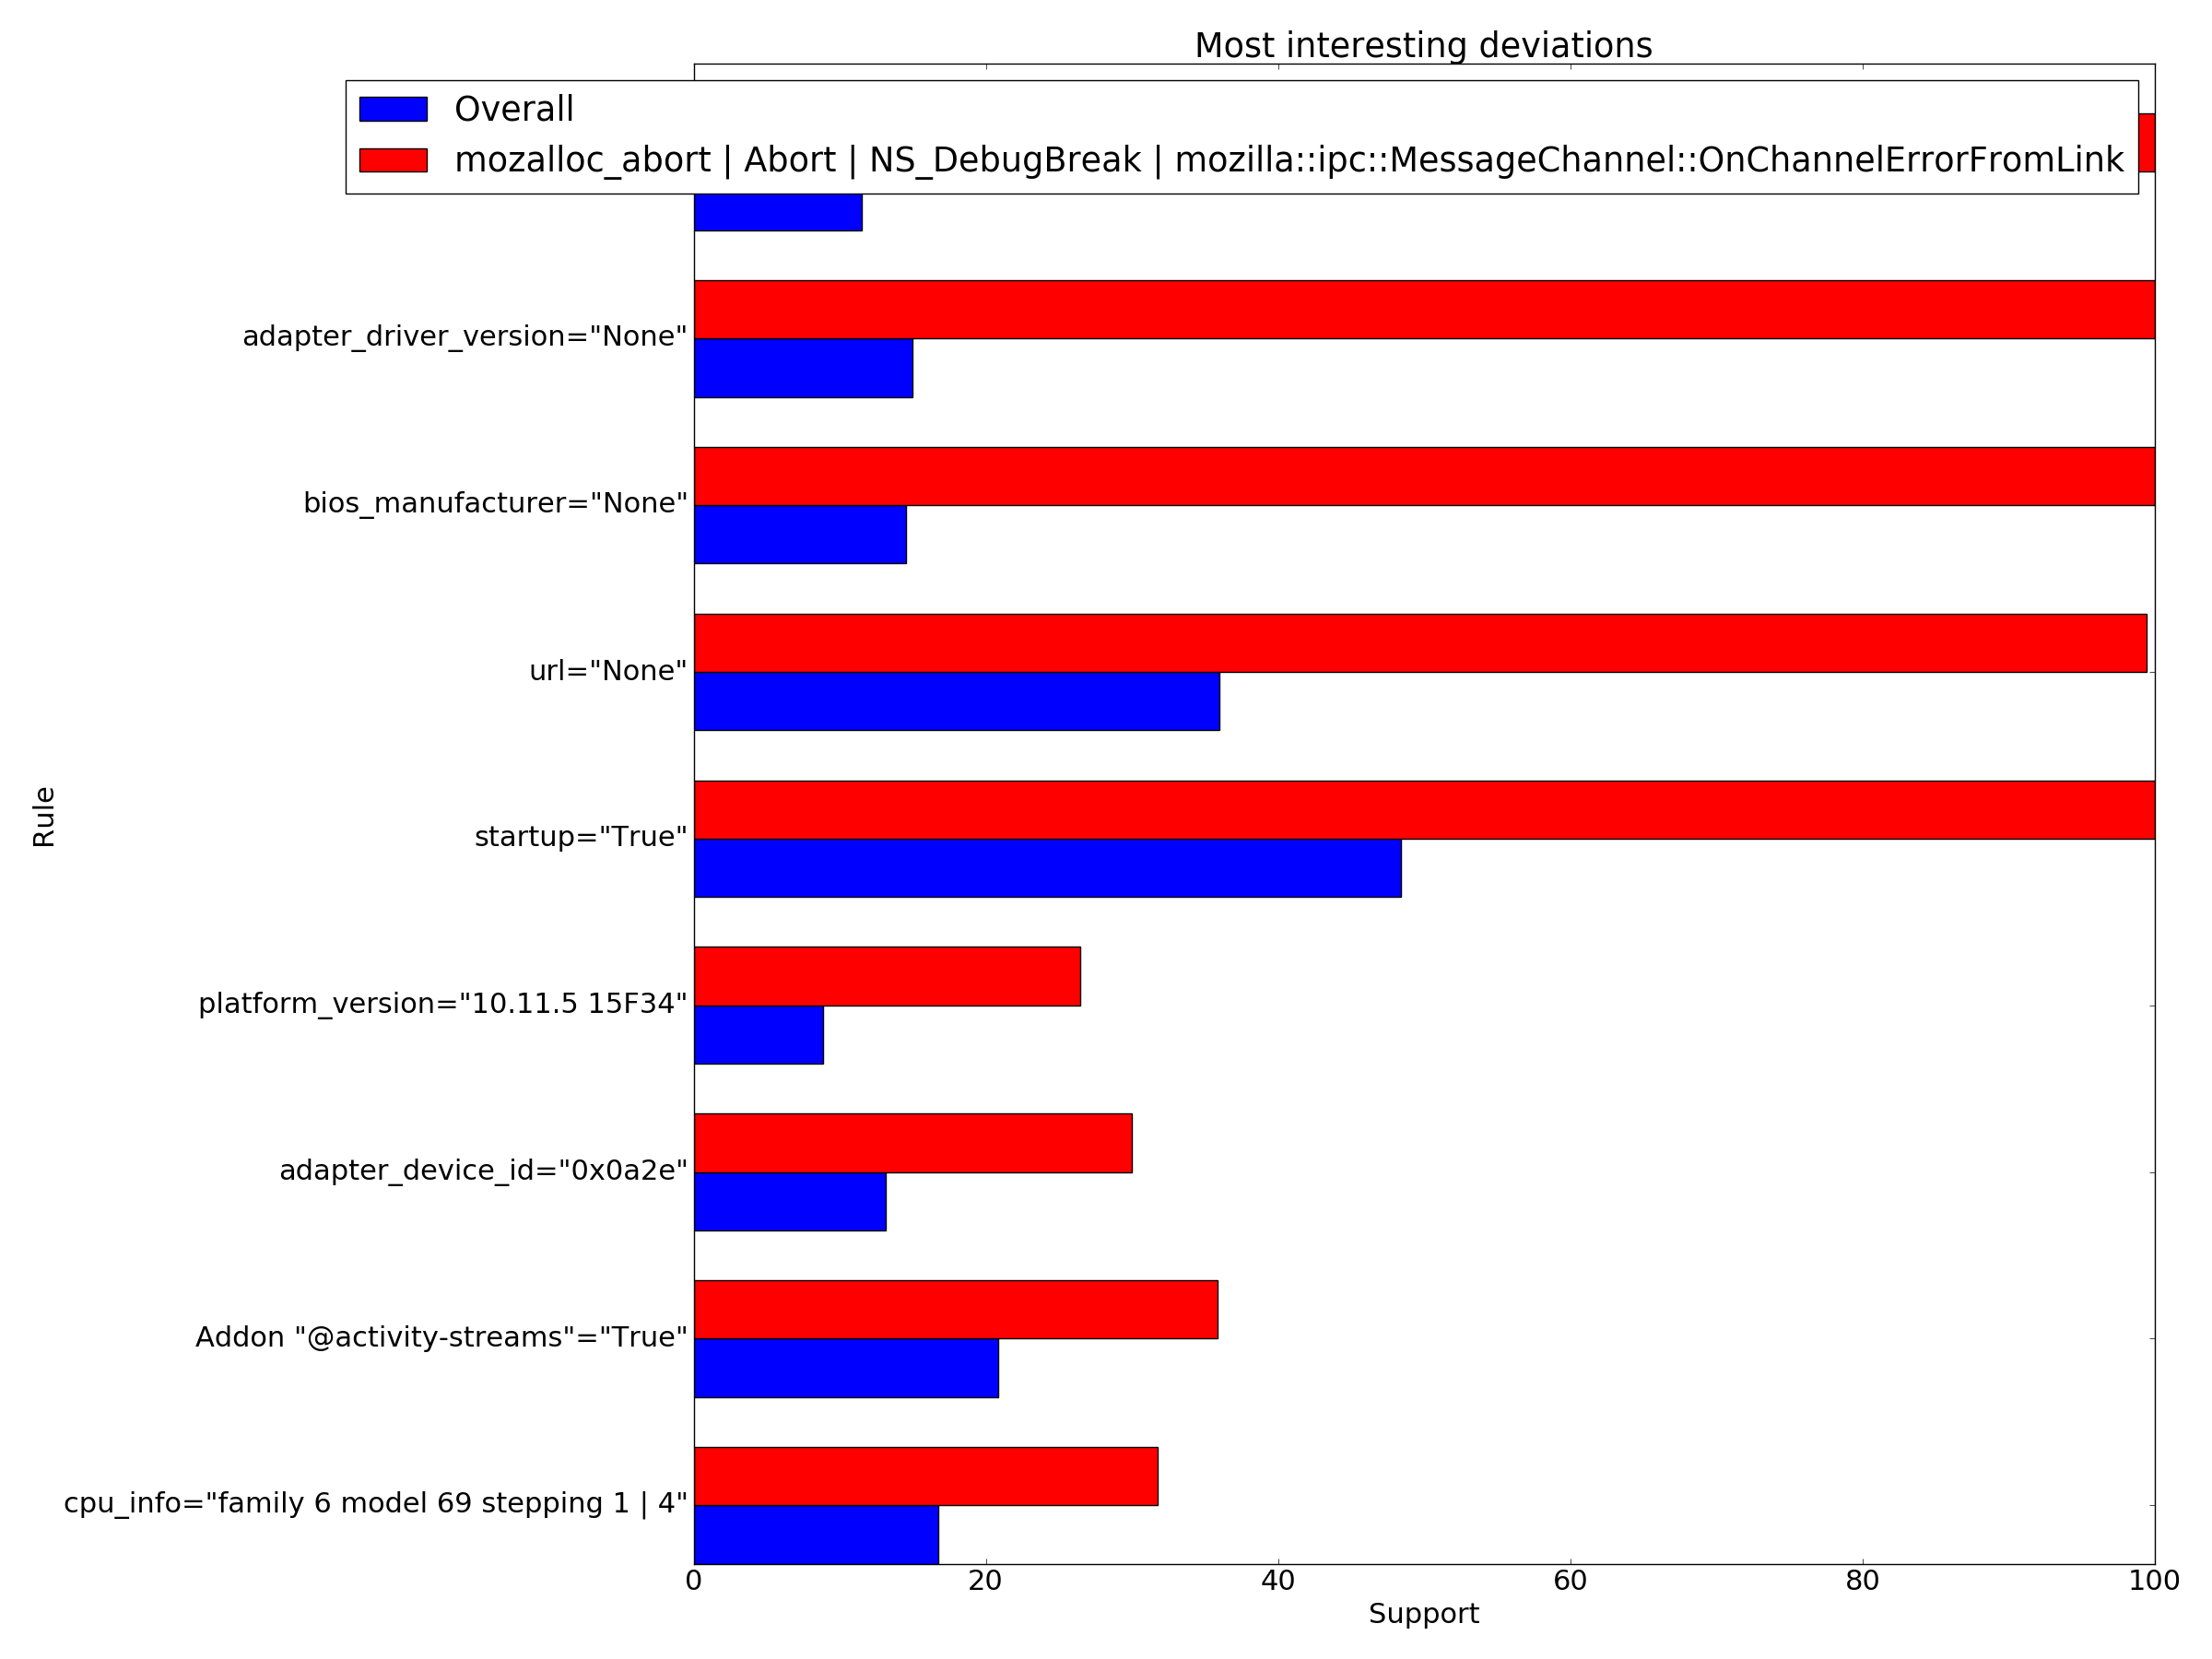 Most interesting deviations
Overall
mozalloc_abort | Abort | NS_DebugBreak | mozilla::ipc::MessageChannel::OnChannelErrorFromLink
adapter_driver_version="None"
bios_manufacturer="None"
url="None"
startup="True"
platform_version="10.11.5 15F34"
adapter_device_id="0x0a2e"
Addon "@activity-streams"="True"
cpu_info="family 6 model 69 stepping 1 | 4"
Rule
0 20 40 60 80 100
Support